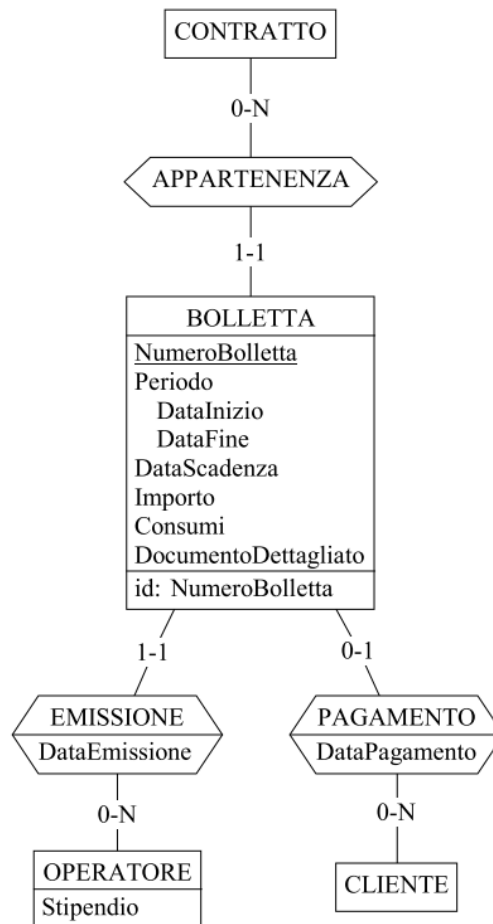 CONTRATTO
0-N
APPARTENENZA
1-1
BOLLETTA
NumeroBolletta
Periodo
DataInizio
DataFine
DataScadenza
Importo
Consumi
DocumentoDettagliato
id: NumeroBolletta
1-1
0-1
EMISSIONE
DataEmissione
PAGAMENTO
DataPagamento
0-N
0-N
OPERATORE
Stipendio
CLIENTE